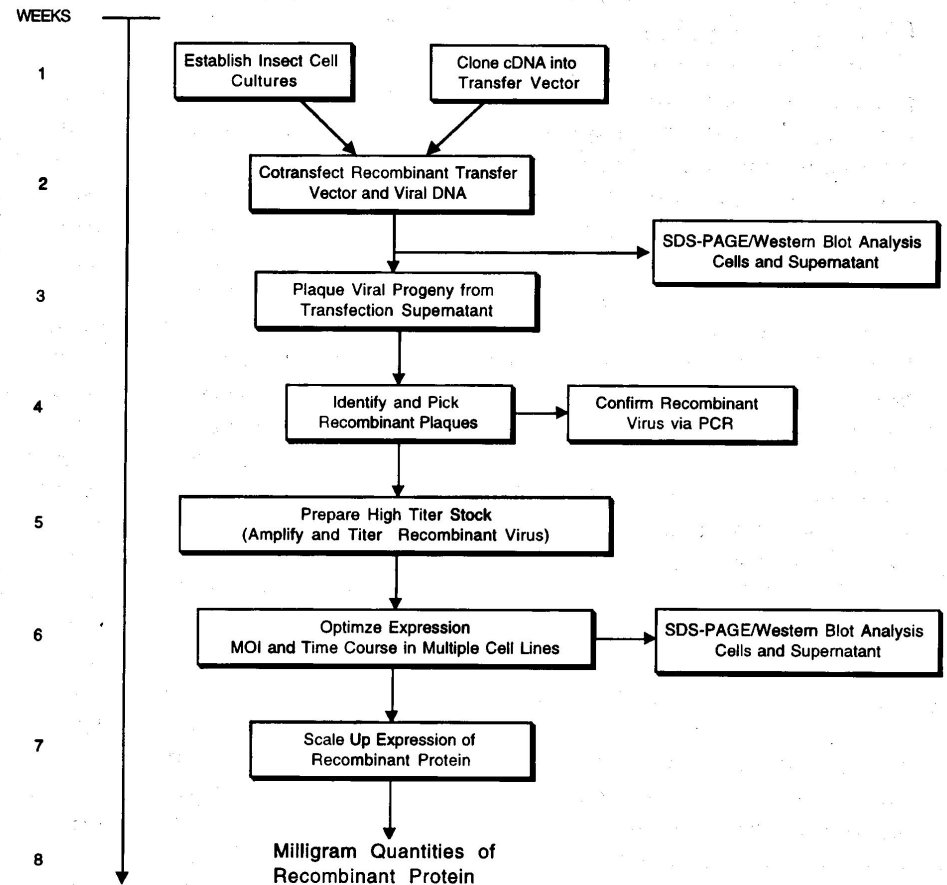 WEEKS
1
Establish Insect Cell
Cultures
Clone cDNA into
Transfer Vector
2
Cotransfect Recombinant Transfer
Vector and Viral DNA
SDS-PAGE/Western Blot Analysis
Cells and Supernatant
3
Plaque Viral Progeny from
Transfection Supernatant
4
Identify and Pick
Recombinant Plaques
Confirm Recombinant
Virus via PCR
5
Prepare High Titer Stock
(Amplify and Titer Recombinant Virus)
6
Optimze Expression
MOI and Time Course in Multiple Cell Lines
SDS-PAGE/Western Blot Analysis
Cells and Supernatant
7
Scale Up Expression of
Recombinant Protein
8
Milligram Quantities of
Recombinant Protein